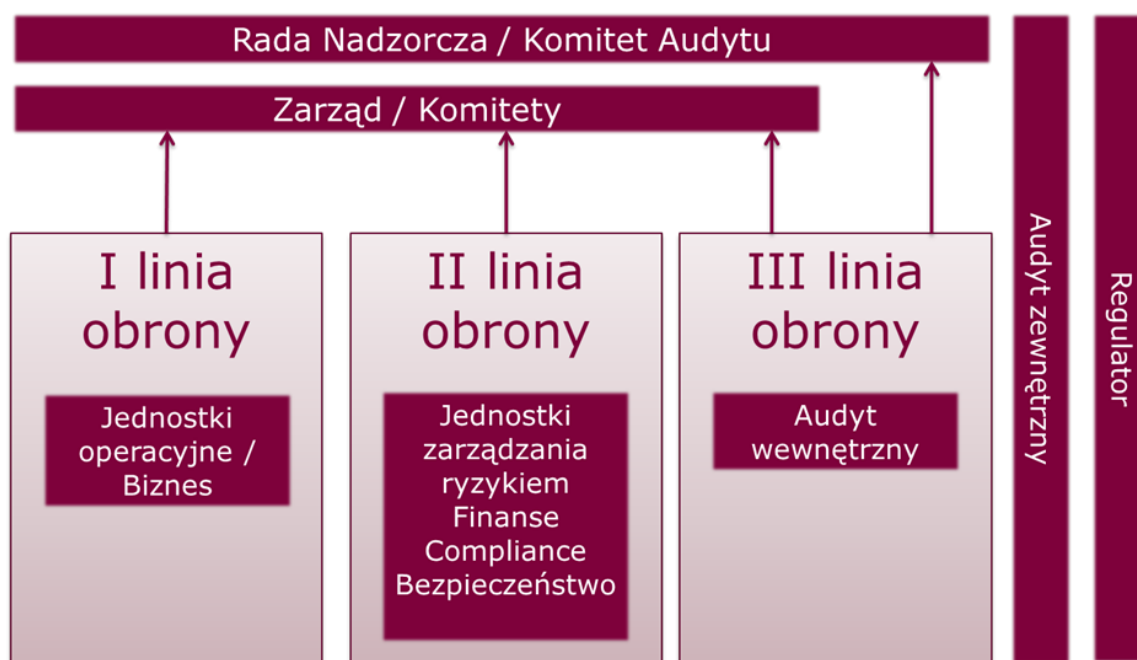 Rada Nadzorcza / Komitet Audytu
Zarząd / Komitety
I linia
obrony
Jednostki
operacyjne /
Biznes
II linia
obrony
Jednostki
zarządzania
ryzykiem
Finanse
Compliance
Bezpieczeństwo
III linia
obrony
Audyt
wewnętrzny
Audyt zewnętrzny
Regulator